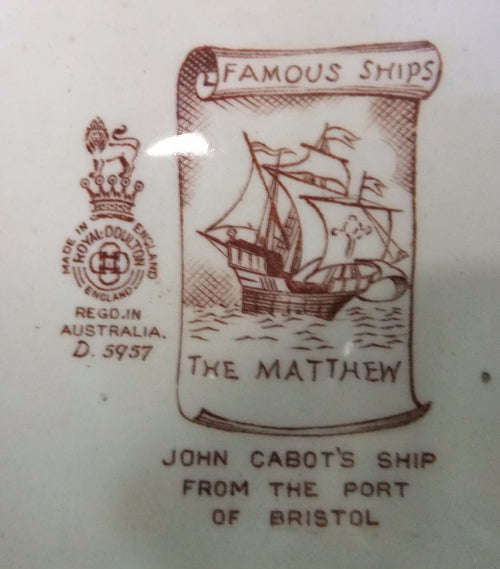 FAMOUS SHIPS
THE MATTHEW
JOHN CABOT'S SHIP
FROM THE PORT
OF BRISTOL
MADE IN ENGLAND
ROYAL·DOULTON
ENGLAND
REGD.IN
AUSTRALIA.
D. 5957